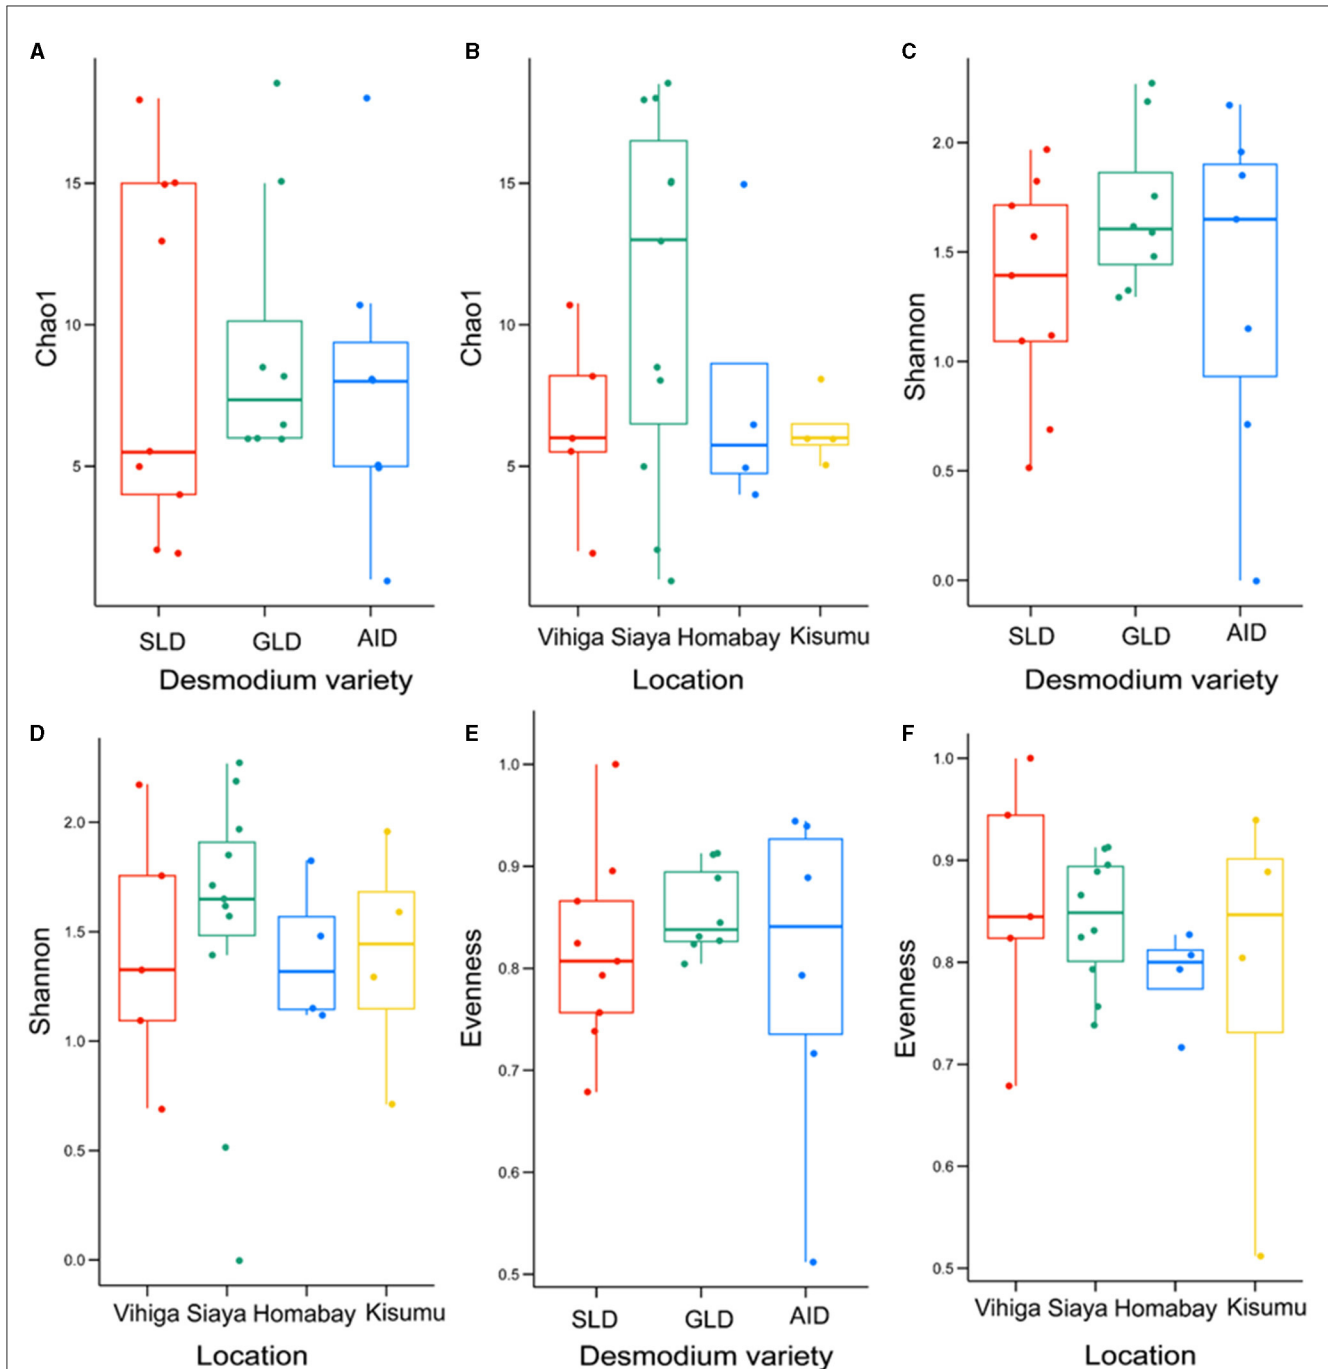 A
Chao1
15
10
5
SLD GLD AID
Desmodium variety
B
Chao1
15
10
5
Vihiga Siaya Homabay Kisumu
Location
C
Shannon
2.0
1.5
1.0
0.5
0.0
SLD GLD AID
Desmodium variety
D
Shannon
2.0
1.5
1.0
0.5
0.0
Vihiga Siaya Homabay Kisumu
Location
E
Evenness
1.0
0.9
0.8
0.7
0.6
0.5
SLD GLD AID
Desmodium variety
F
Evenness
1.0
0.9
0.8
0.7
0.6
0.5
Vihiga Siaya Homabay Kisumu
Location